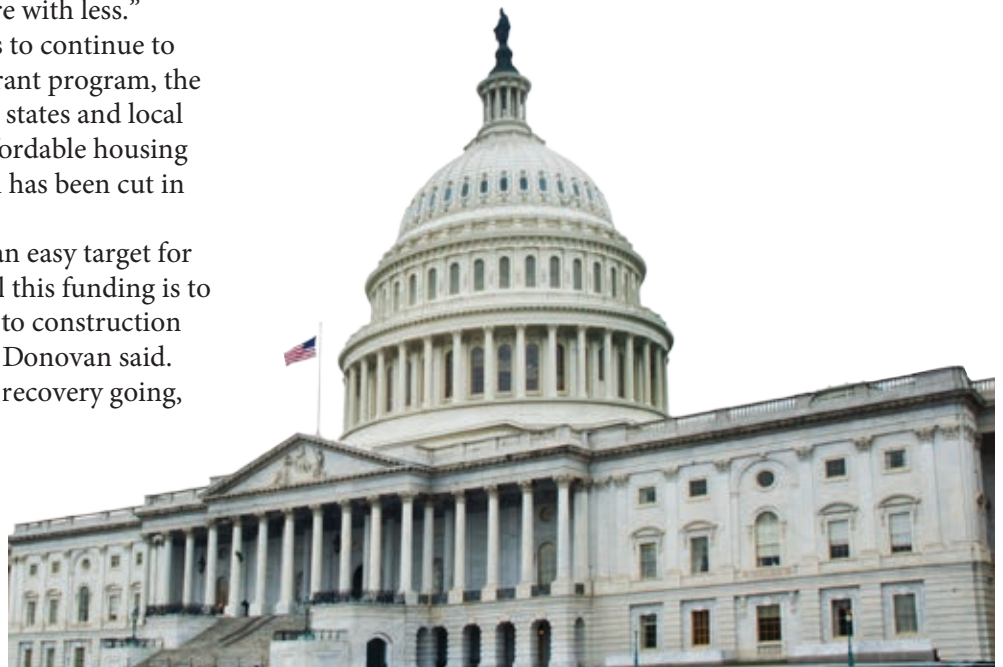 re with less.”
s to continue to
rant program, the
states and local
fordable housing
has been cut in
an easy target for
l this funding is to
to construction
Donovan said.
recovery going,